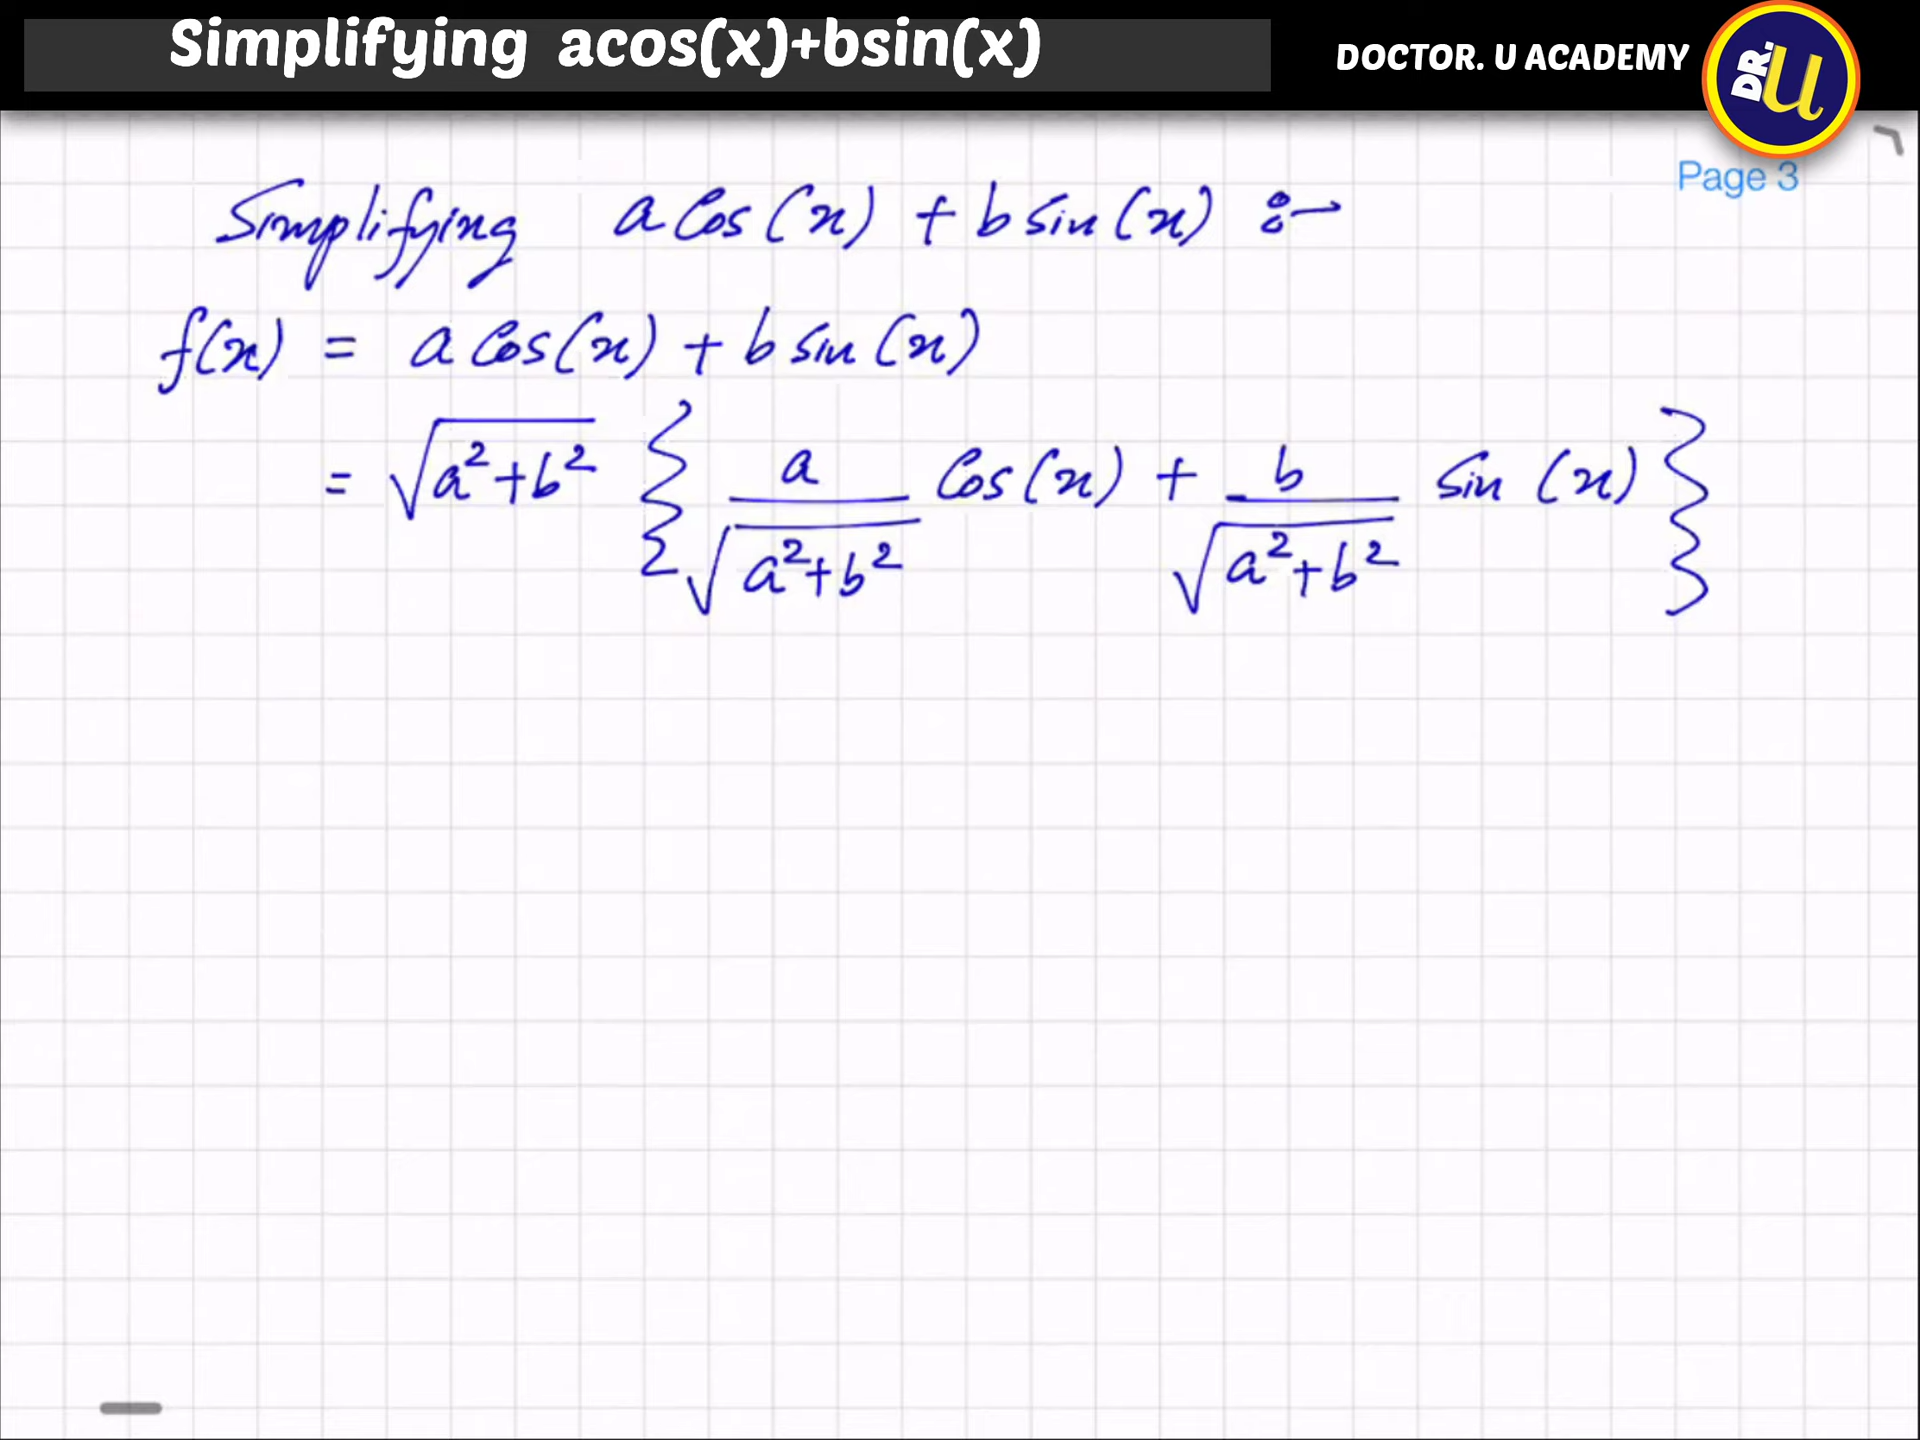 Simplifying acos(x)+bsin(x)
DOCTOR. U ACADEMY
DR. U
Page 3
Simplifying a Cos(x) + b sin(x) :-
f(x) = a Cos(x) + b sin(x)
= √(a²+b²) { a/√(a²+b²) Cos(x) + b/√(a²+b²) sin (x) }